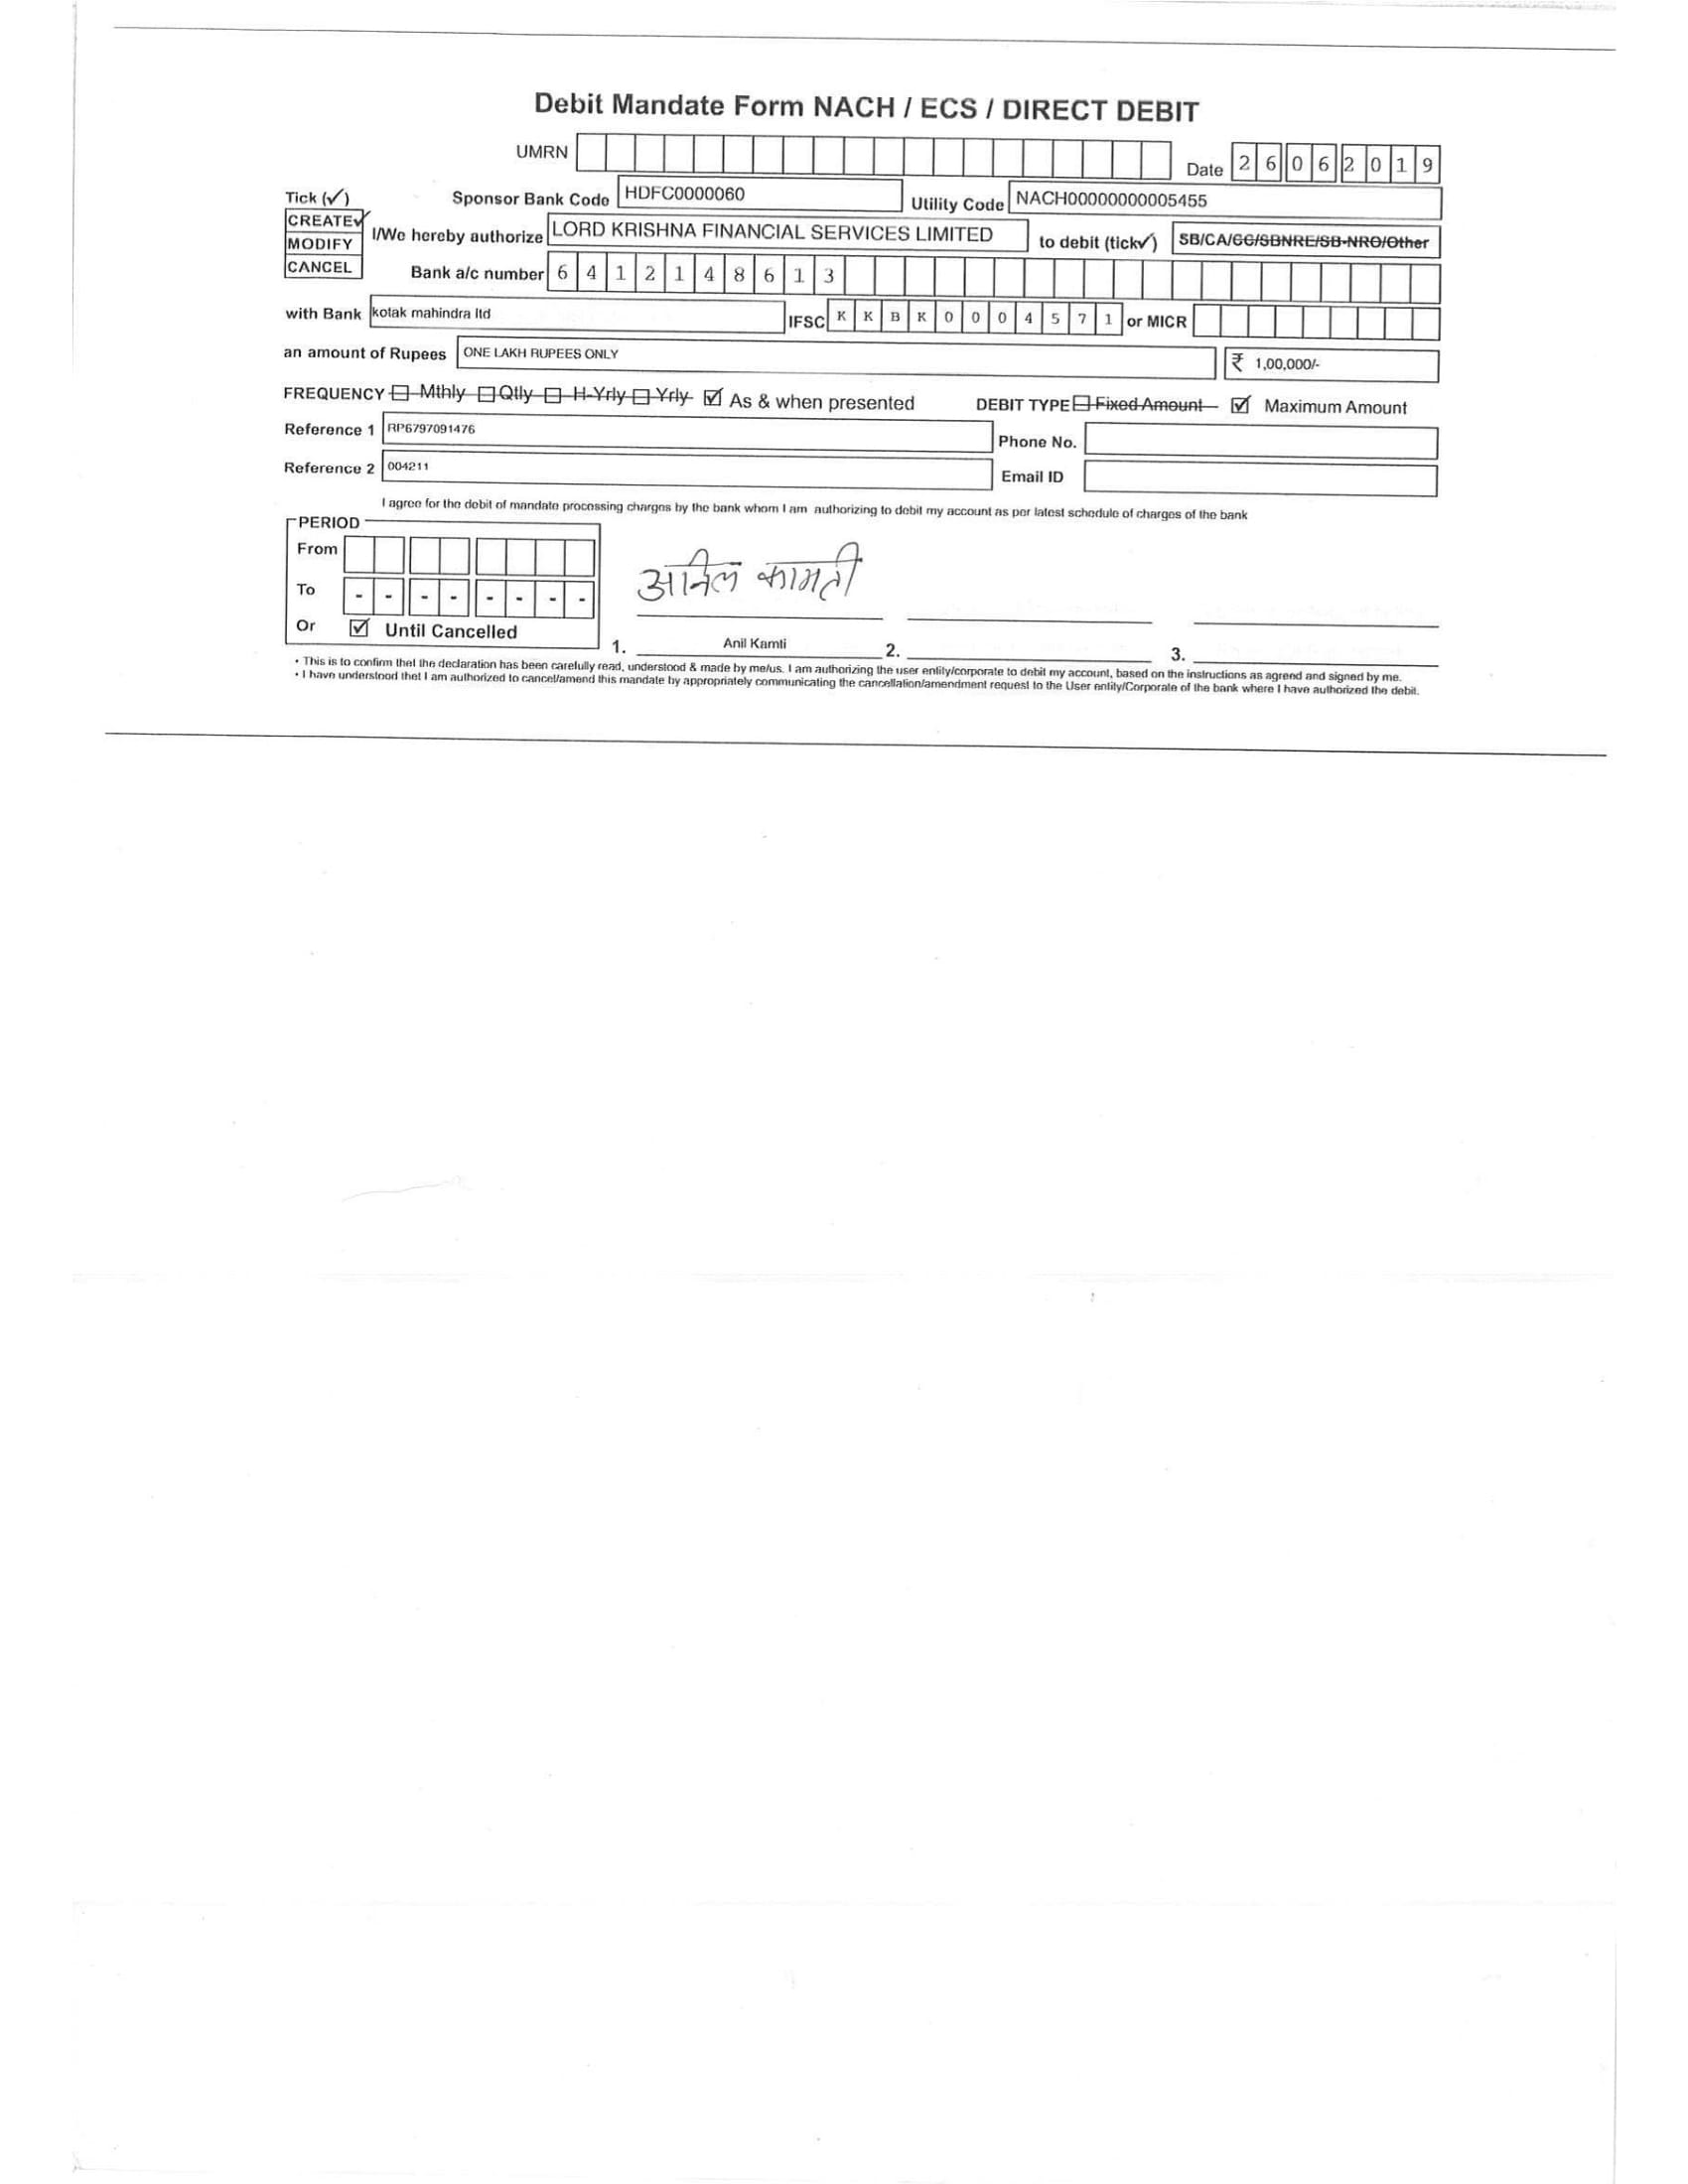 Debit Mandate Form NACH / ECS / DIRECT DEBIT
UMRN Date 2 6 0 6 2 0 1 9
Tick (✓) Sponsor Bank Code HDFC0000060 Utility Code NACH00000000005455
CREATE✓
MODIFY
CANCEL
I/We hereby authorize LORD KRISHNA FINANCIAL SERVICES LIMITED to debit (tick✓) SB/CA/CC/SBNRE/SB-NRO/Other
Bank a/c number 6 4 1 2 1 4 8 6 1 3
with Bank kotak mahindra ltd IFSC K K B K 0 0 0 4 5 7 1 or MICR
an amount of Rupees ONE LAKH RUPEES ONLY ₹ 1,00,000/-
FREQUENCY ☐ Mthly ☐ Qtly ☐ H-Yrly ☐ Yrly ☑ As & when presented DEBIT TYPE ☐ Fixed Amount ☑ Maximum Amount
Reference 1 RP6797091476 Phone No.
Reference 2 004211 Email ID
I agree for the debit of mandate processing charges by the bank whom I am authorizing to debit my account as per latest schedule of charges of the bank
PERIOD
From
To - - - - - - - -
Or ☑ Until Cancelled
अनिल कामती
1. Anil Kamti 2. 3.
• This is to confirm that the declaration has been carefully read, understood & made by me/us. I am authorizing the user entity/corporate to debit my account, based on the instructions as agreed and signed by me.
• I have understood that I am authorized to cancel/amend this mandate by appropriately communicating the cancellation/amendment request to the User entity/Corporate of the bank where I have authorized the debit.